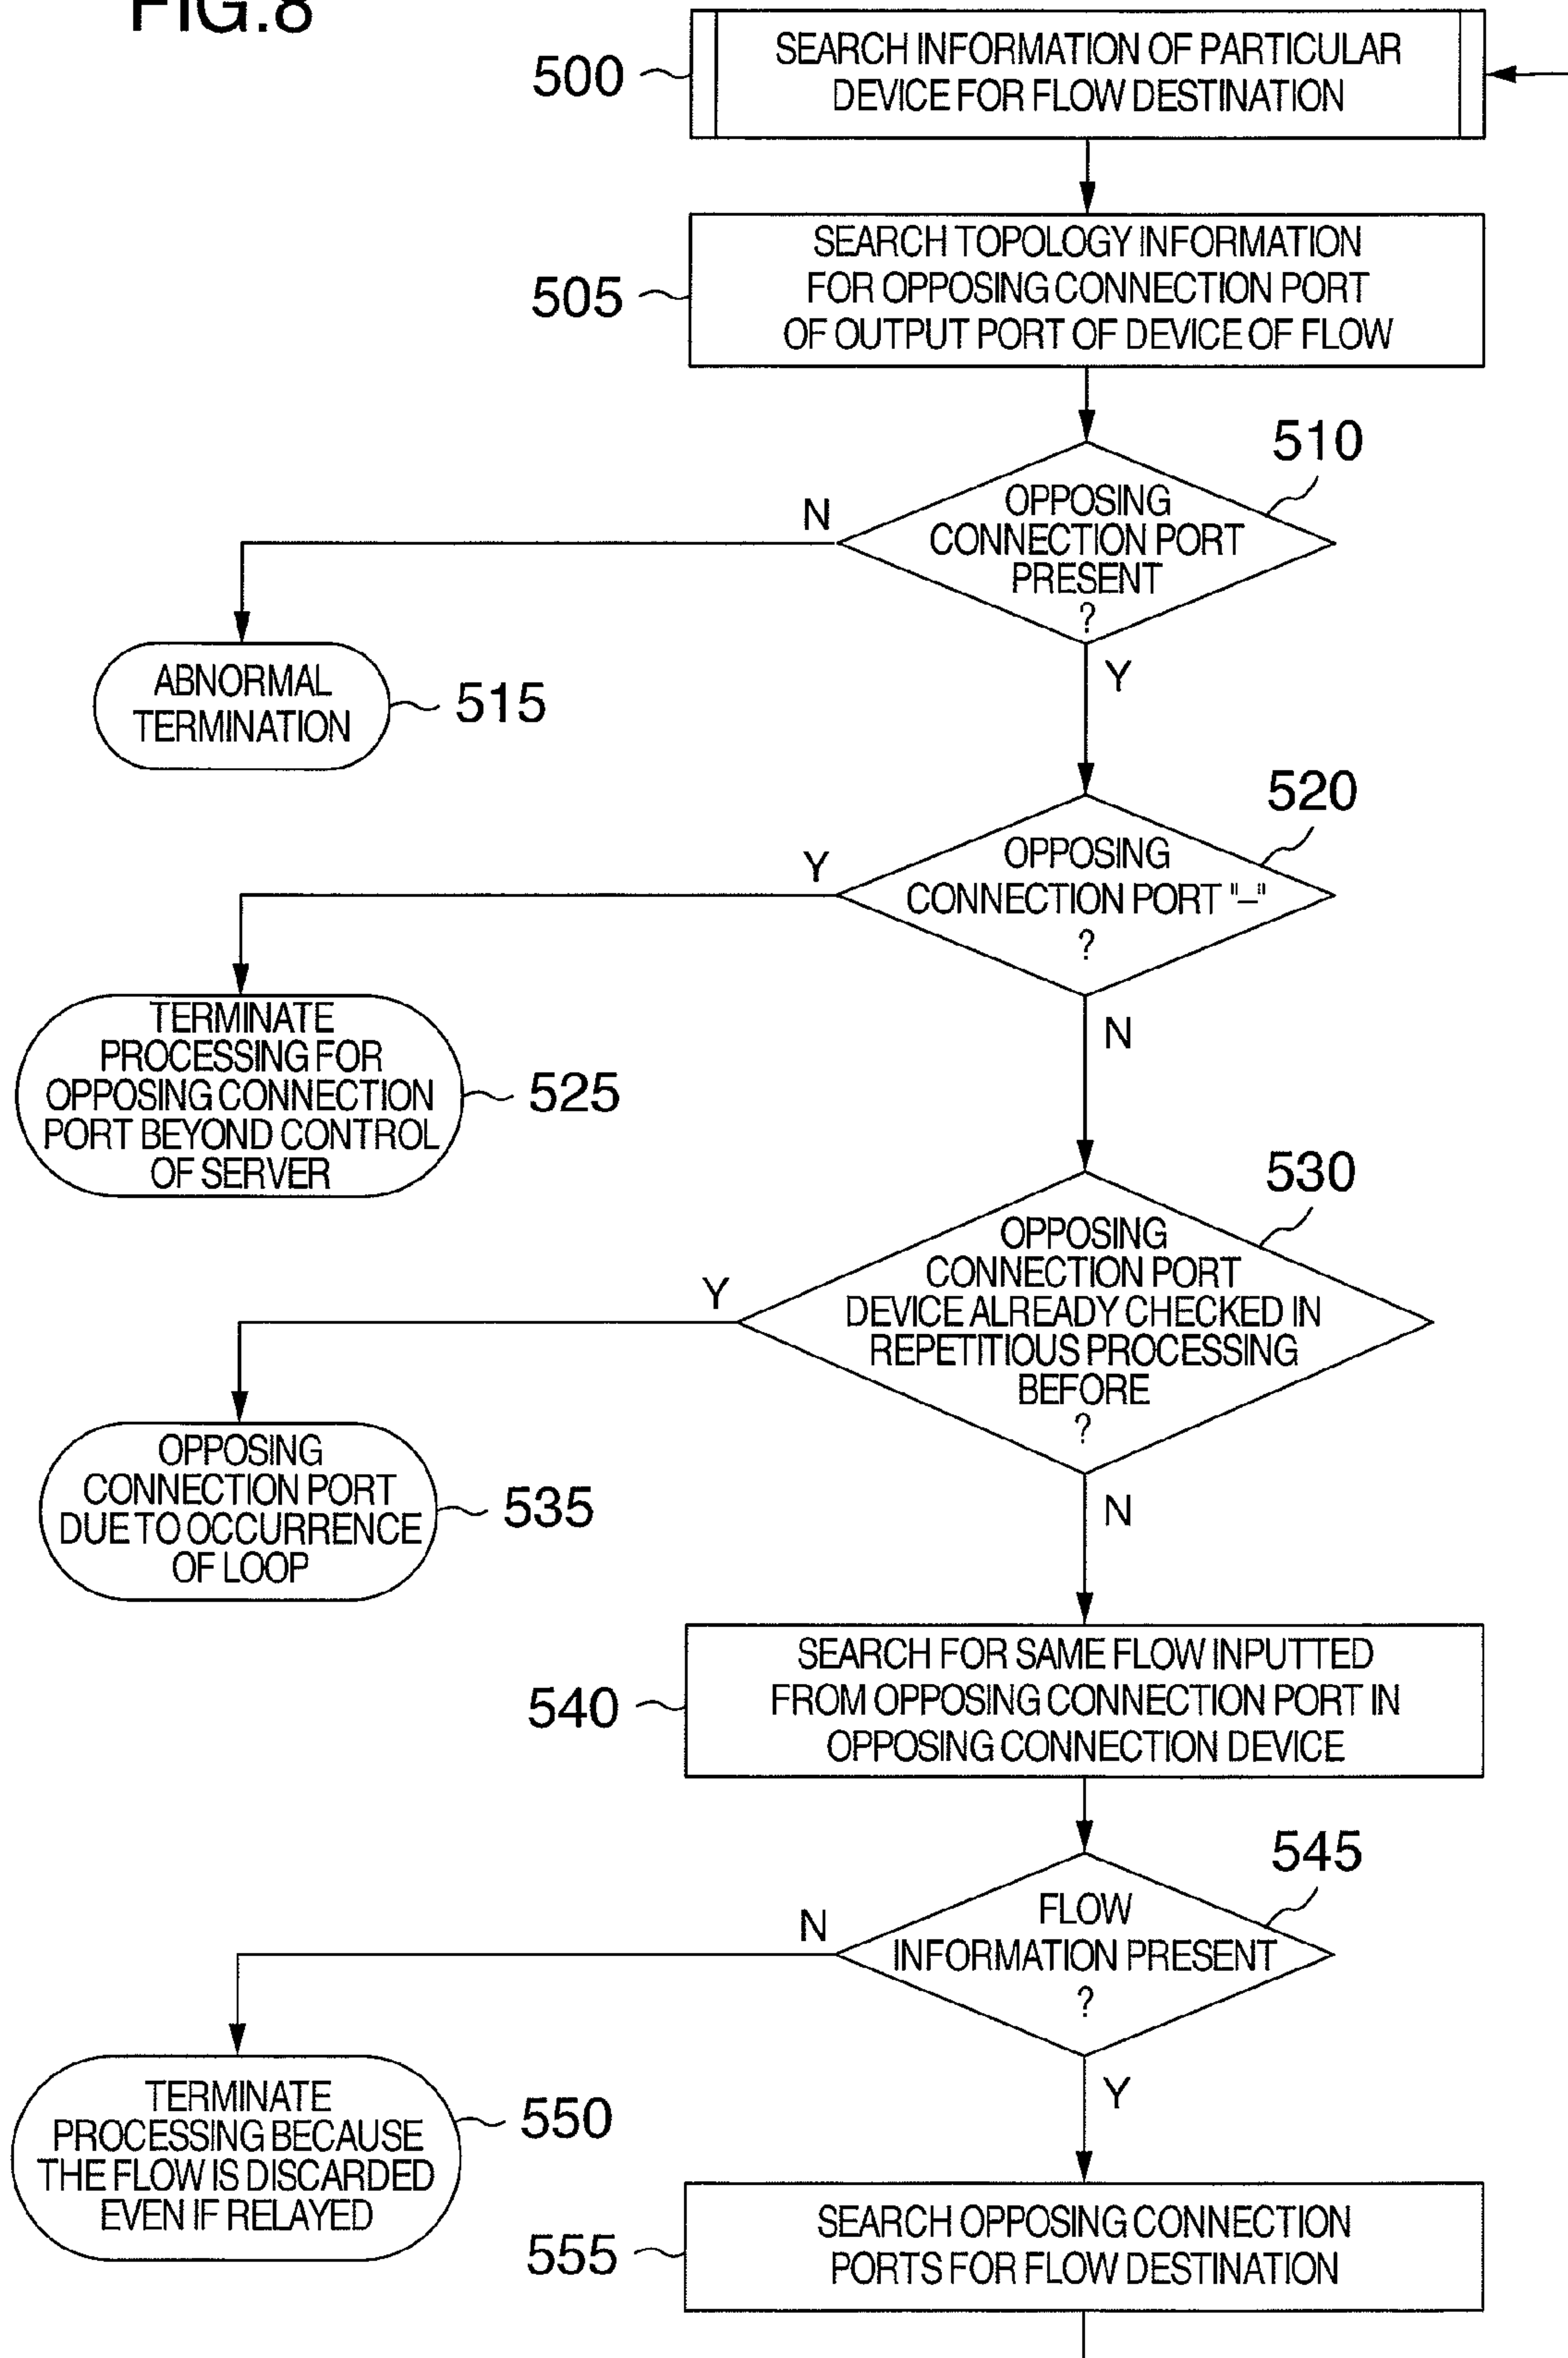 FIG.8
500
SEARCH INFORMATION OF PARTICULAR
DEVICE FOR FLOW DESTINATION
505
SEARCH TOPOLOGY INFORMATION
FOR OPPOSING CONNECTION PORT
OF OUTPUT PORT OF DEVICE OF FLOW
510
N
OPPOSING
CONNECTION PORT
PRESENT
?
Y
ABNORMAL
TERMINATION
515
520
Y
OPPOSING
CONNECTION PORT "–"
?
N
TERMINATE
PROCESSING FOR
OPPOSING CONNECTION
PORT BEYOND CONTROL
OF SERVER
525
530
Y
OPPOSING
CONNECTION PORT
DEVICE ALREADY CHECKED IN
REPETITIOUS PROCESSING
BEFORE
?
N
OPPOSING
CONNECTION PORT
DUE TO OCCURRENCE
OF LOOP
535
540
SEARCH FOR SAME FLOW INPUTTED
FROM OPPOSING CONNECTION PORT IN
OPPOSING CONNECTION DEVICE
545
N
FLOW
INFORMATION PRESENT
?
Y
TERMINATE
PROCESSING BECAUSE
THE FLOW IS DISCARDED
EVEN IF RELAYED
550
555
SEARCH OPPOSING CONNECTION
PORTS FOR FLOW DESTINATION